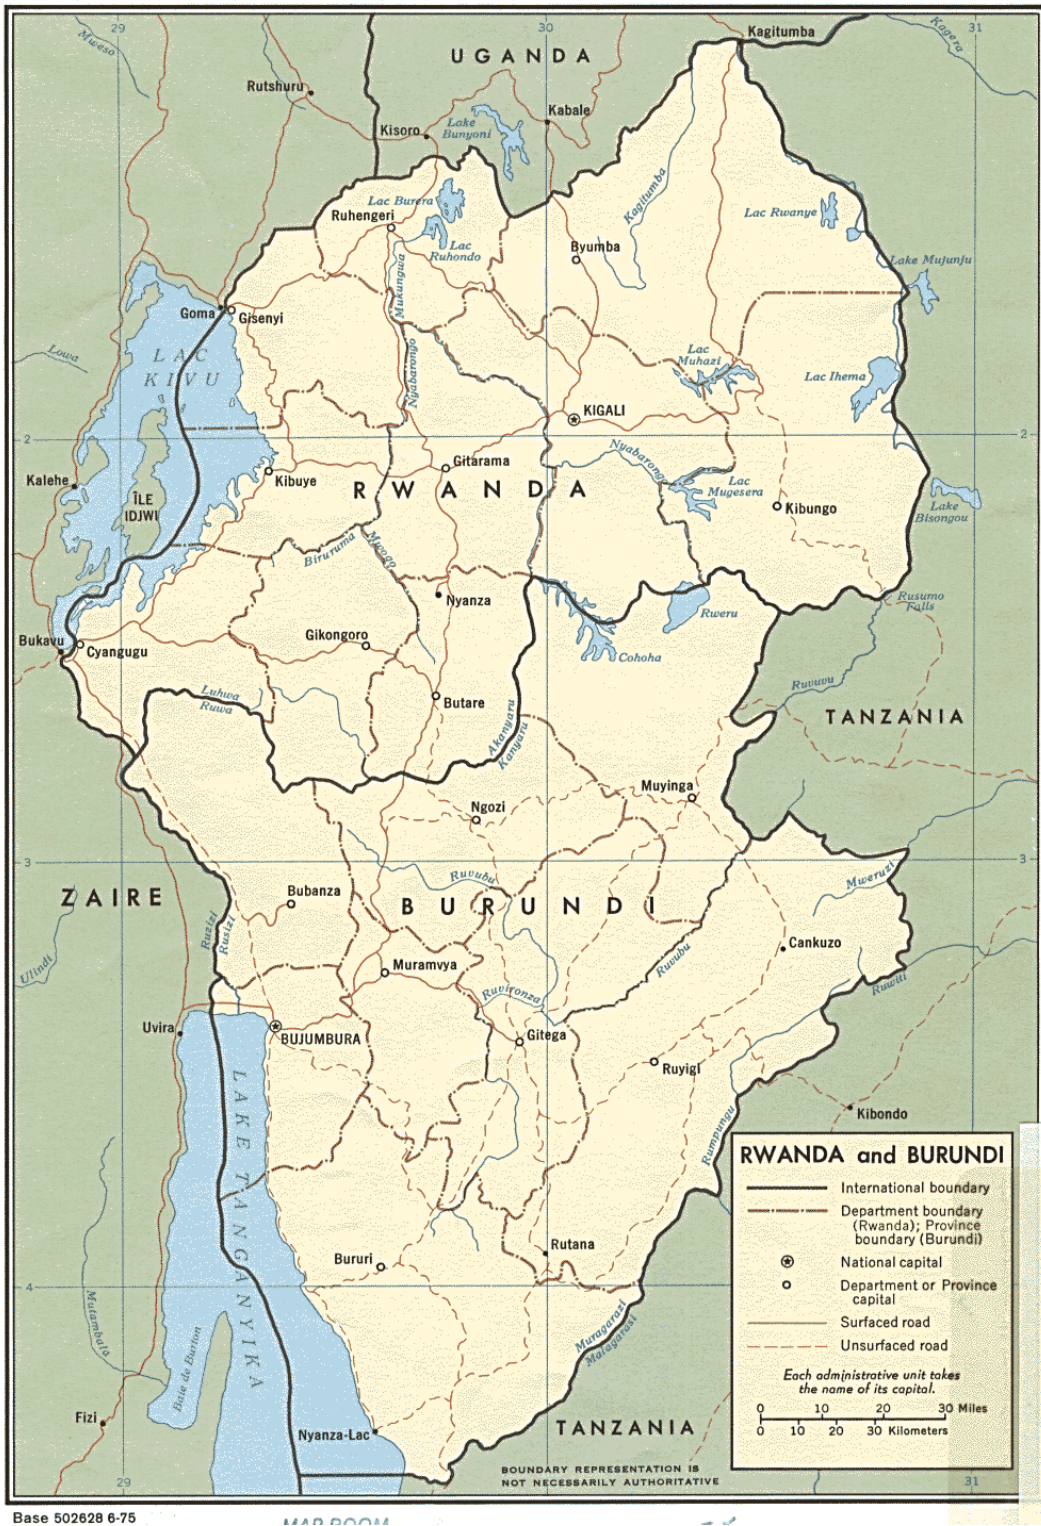 29
30
31
Mweso
Kagera
Kagitumba
UGANDA
Rutshuru
Kabale
Lake
Bunyoni
Kisoro
Kagitumba
Lac Burera
Ruhengeri
Lac Rwanye
Lac
Ruhondo
Byumba
Lake Mujunju
Mukungwa
Goma
Gisenyi
Lowa
LAC
KIVU
Nyabarongo
Lac
Muhazi
Lac Ihema
KIGALI
2
2
Nyabarongo
Gitarama
Kalehe
Kibuye
RWANDA
Lac
Mugesera
ÎLE
IDJWI
Kibungo
Lake
Bisongou
Biruruma
Mwogo
Nyanza
Rusumo
Falls
Rweru
Bukavu
Cyangugu
Gikongoro
Cohoha
Luhwa
Ruwa
Butare
Akanyaru
Kanyaru
Ruvuvu
TANZANIA
Muyinga
Ngozi
3
3
ZAIRE
Bubanza
Ruvubu
BURUNDI
Mweruzi
Ruzizi
Rusizi
Cankuzo
Ulindi
Muramvya
Ruvubu
Ruvironza
Ruwiti
Uvira
BUJUMBURA
Gitega
Ruyigi
Kibondo
LAKE TANGANYIKA
Rumpungu
RWANDA and BURUNDI
International boundary
Department boundary
(Rwanda); Province
boundary (Burundi)
National capital
Department or Province
capital
Surfaced road
Unsurfaced road
Each administrative unit takes
the name of its capital.
0 10 20 30 Miles
0 10 20 30 Kilometers
Bururi
Rutana
4
Mutambala
Muragarazi
Malagarasi
Baie de Burton
Fizi
Nyanza-Lac
TANZANIA
BOUNDARY REPRESENTATION IS
NOT NECESSARILY AUTHORITATIVE
29
31
Base 502628 6-75
MAP ROOM